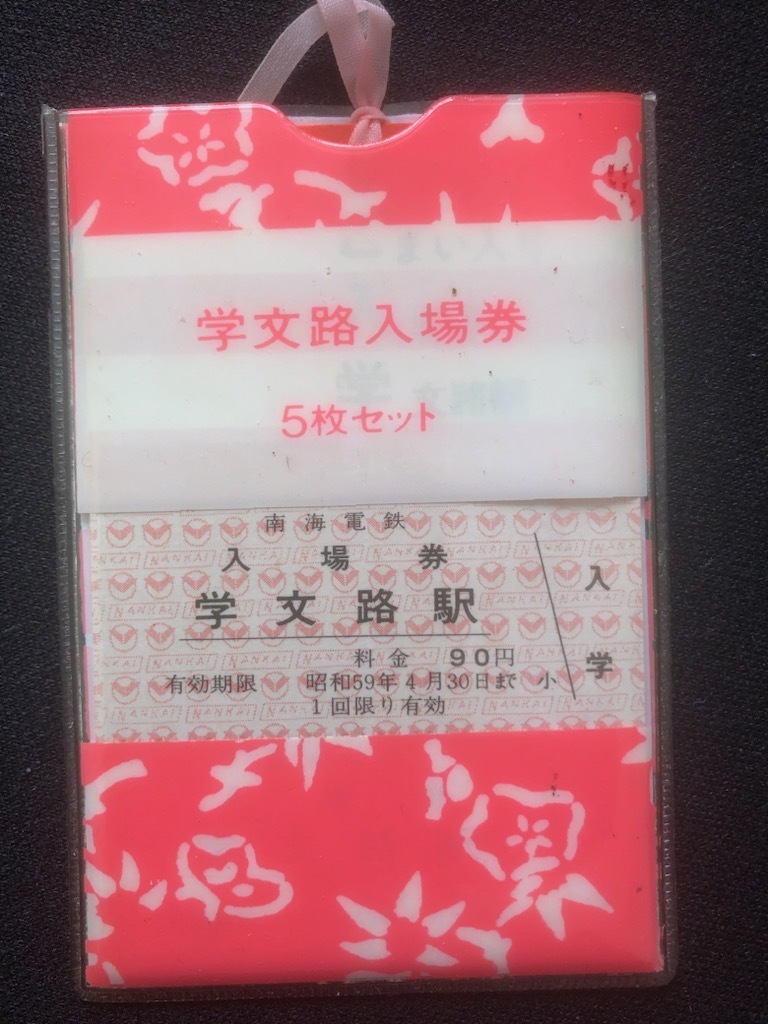 学文路入場券
5枚セット
南海電鉄
入場券
学文路駅
料金 90円
有効期限 昭和59年4月30日まで 小
1回限り有効
入学
NANKAI